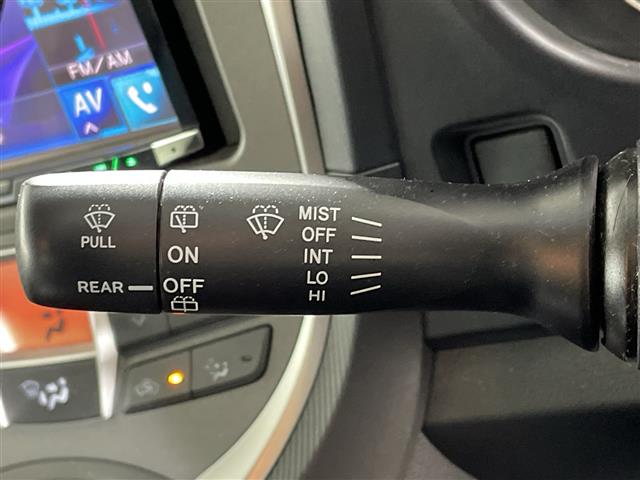 FM/AM
AV
PULL
REAR
ON
OFF
MIST
OFF
INT
LO
HI